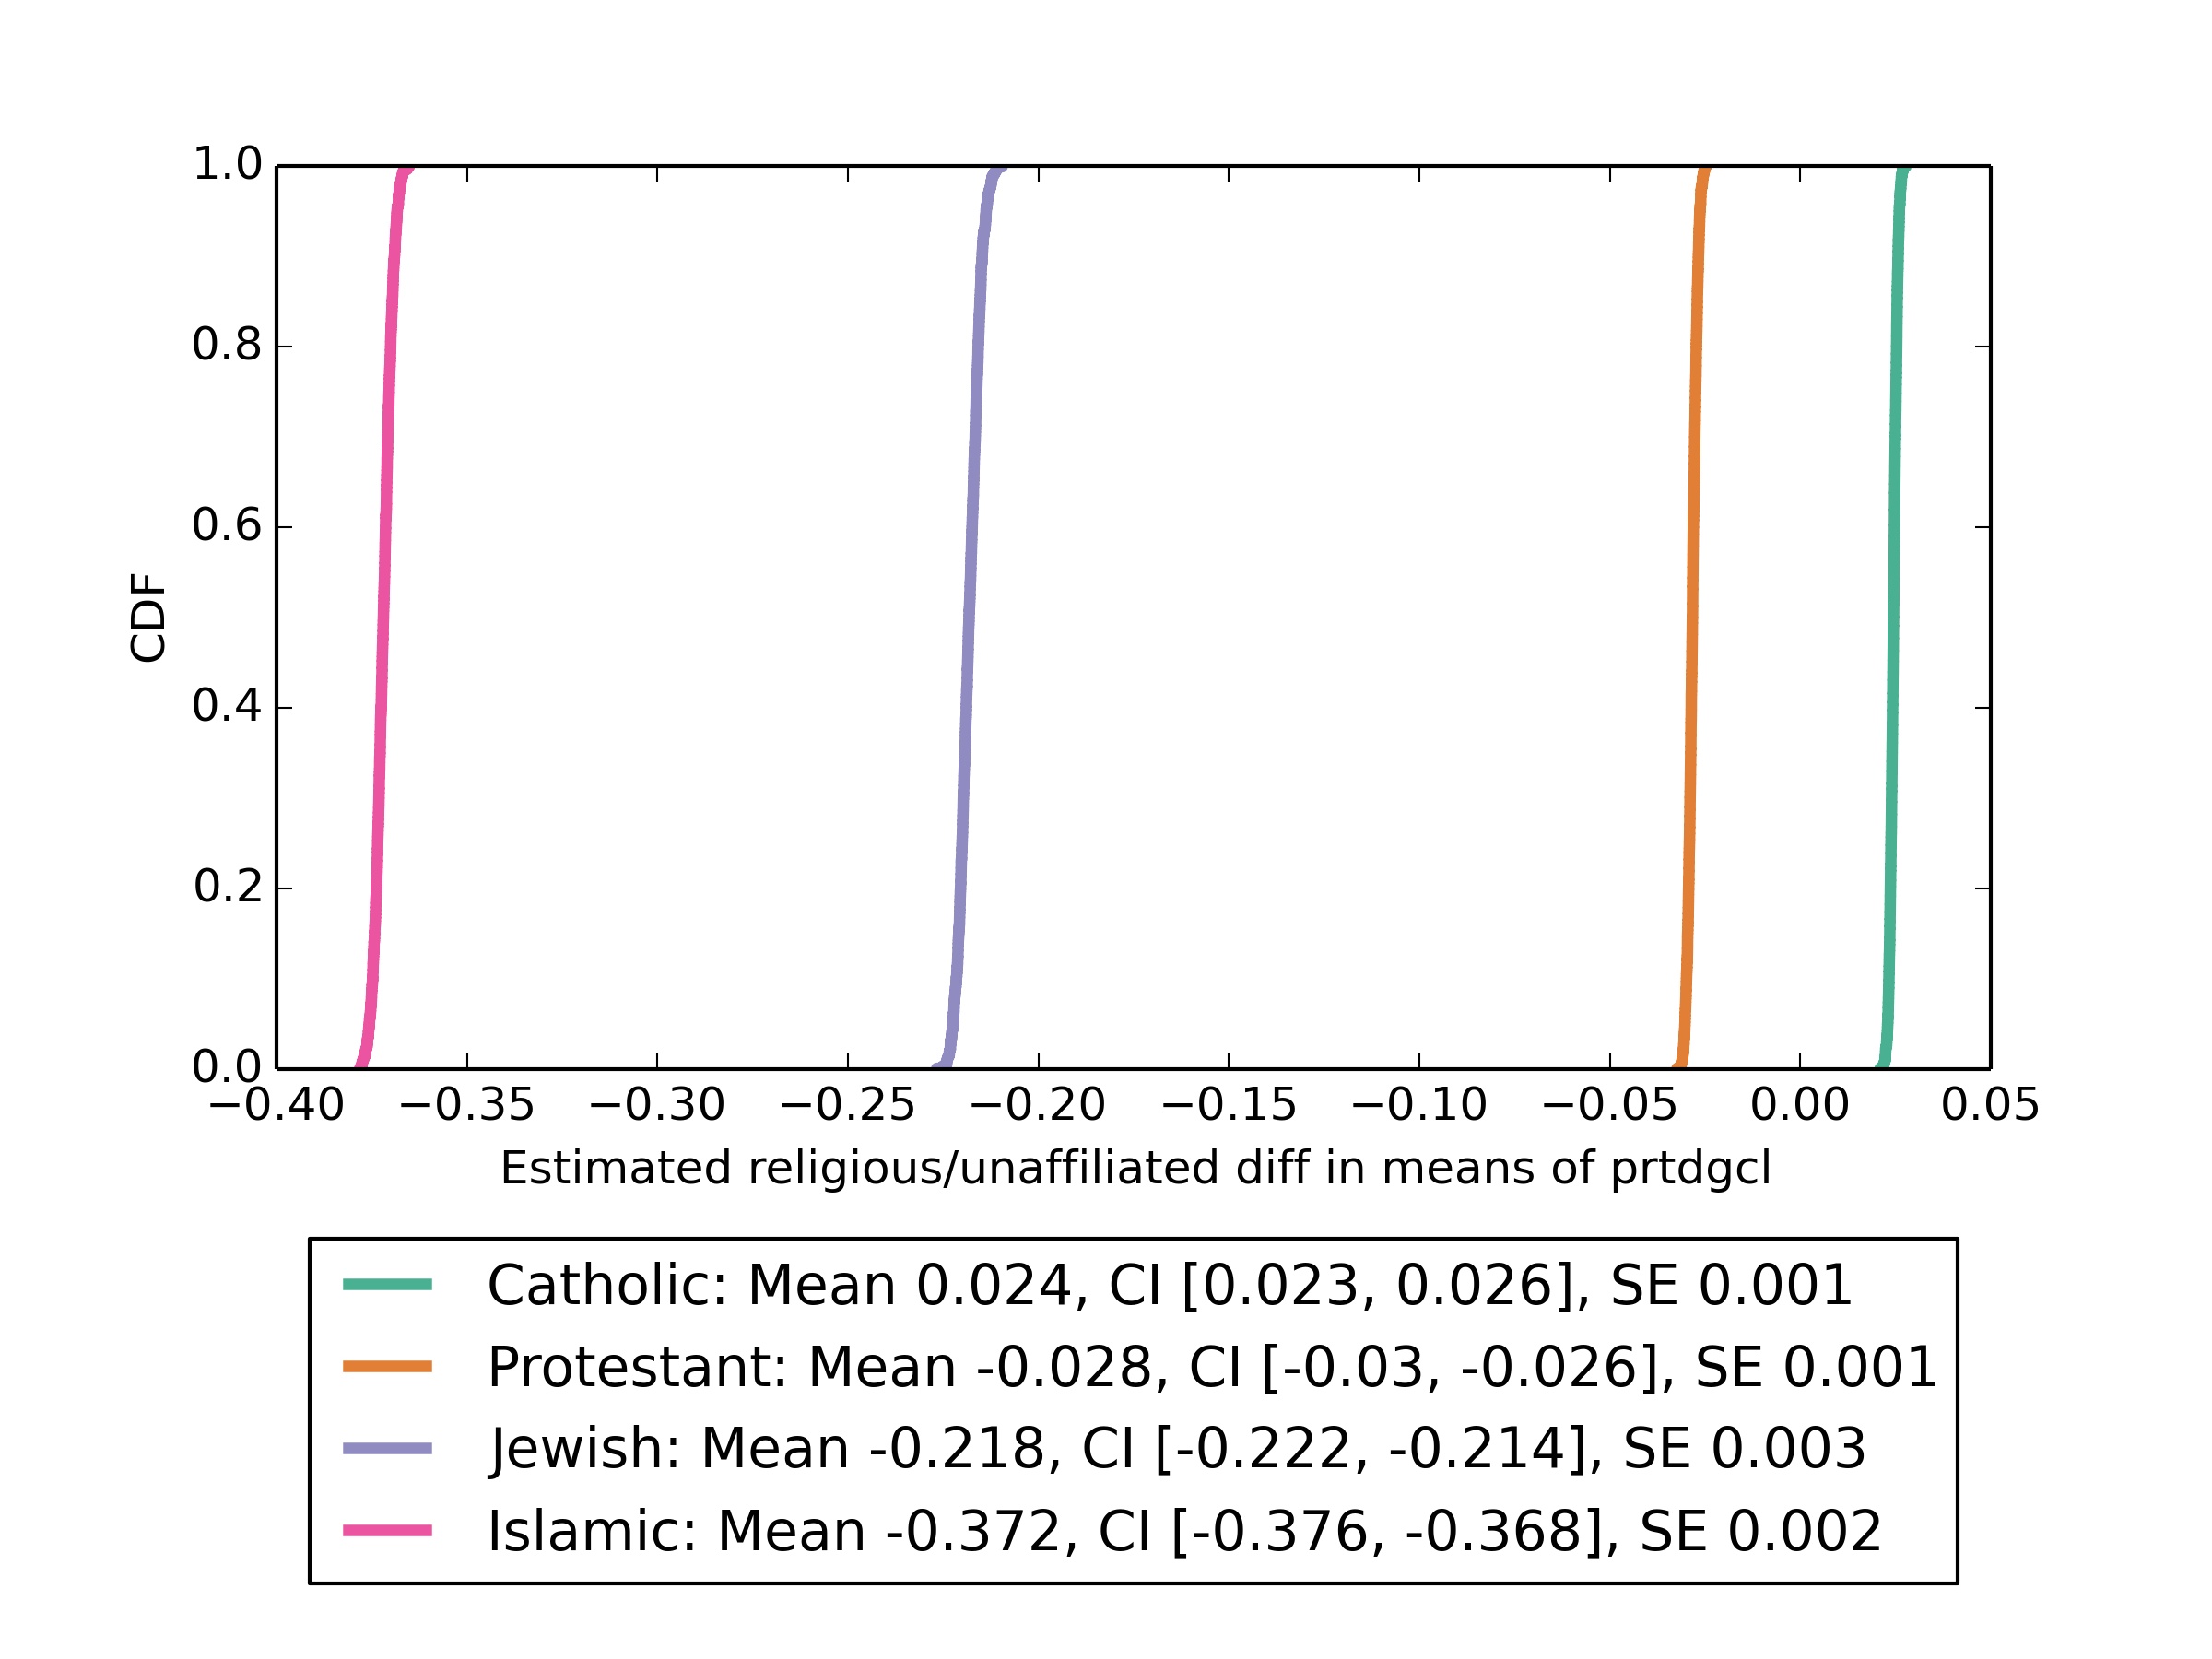 1.0
0.8
0.6
0.4
0.2
0.0
CDF
−0.40 −0.35 −0.30 −0.25 −0.20 −0.15 −0.10 −0.05 0.00 0.05
Estimated religious/unaffiliated diff in means of prtdgcl
Catholic: Mean 0.024, CI [0.023, 0.026], SE 0.001
Protestant: Mean -0.028, CI [-0.03, -0.026], SE 0.001
Jewish: Mean -0.218, CI [-0.222, -0.214], SE 0.003
Islamic: Mean -0.372, CI [-0.376, -0.368], SE 0.002